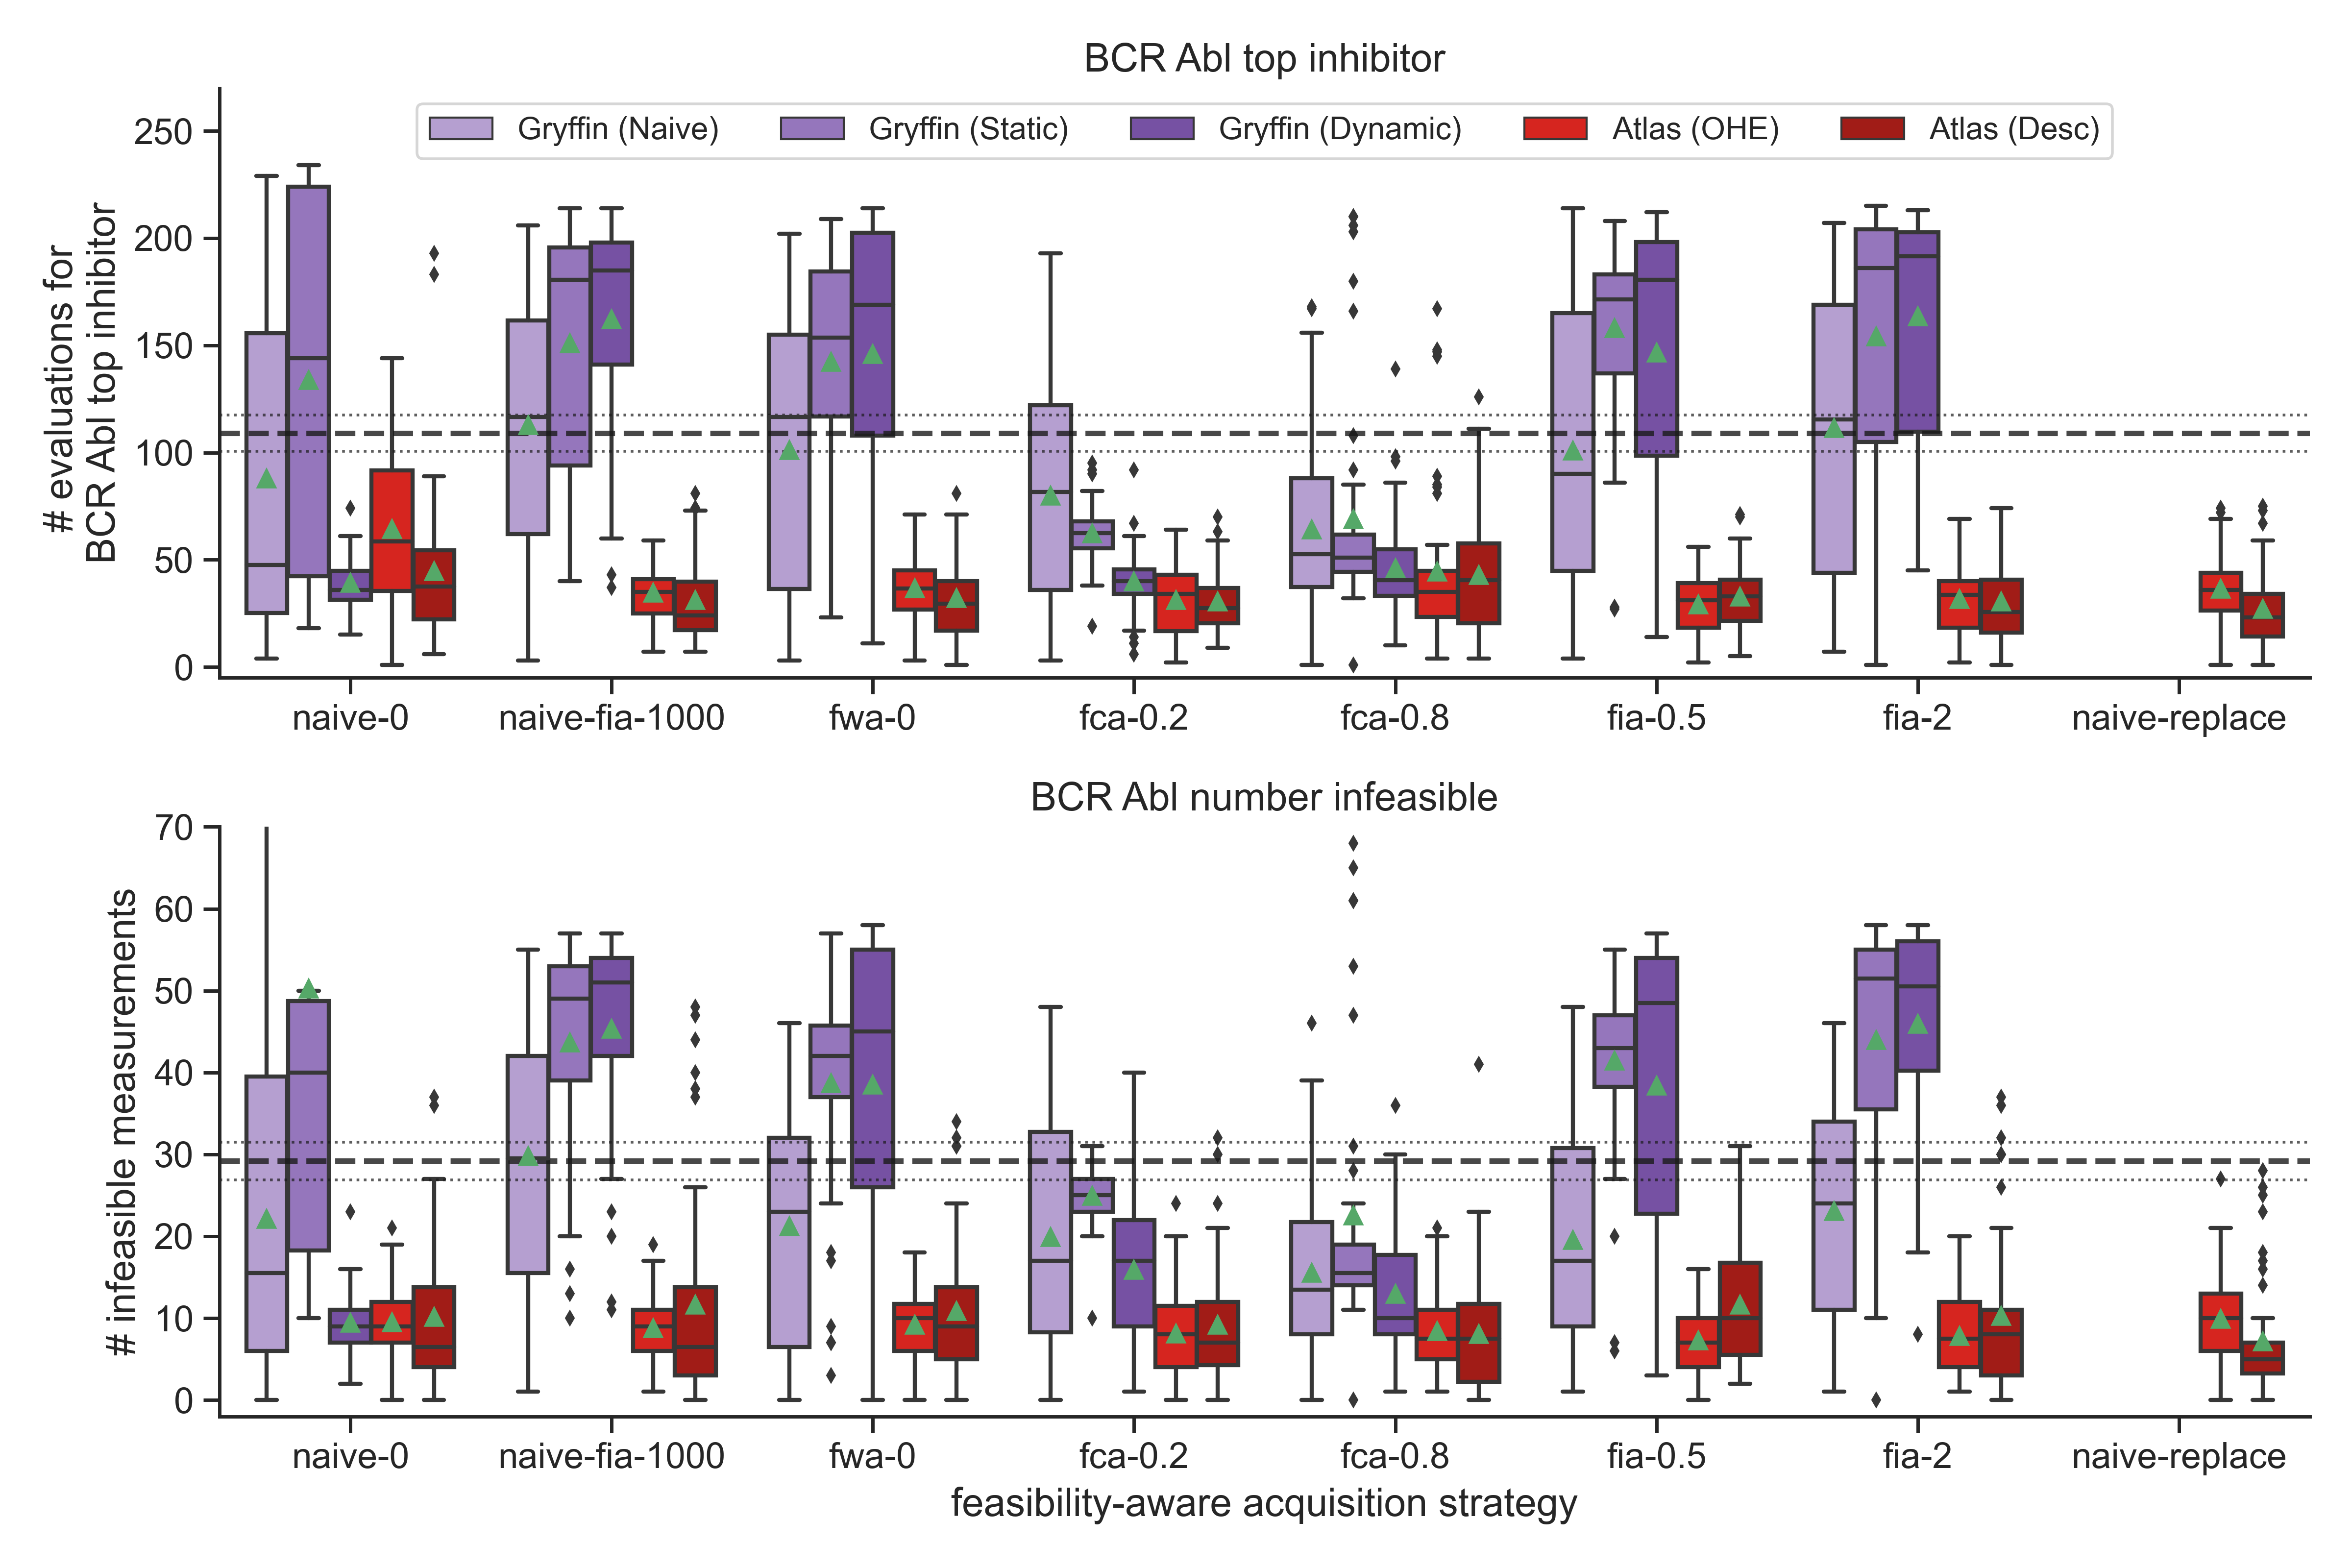 BCR Abl top inhibitor
Gryffin (Naive) Gryffin (Static) Gryffin (Dynamic) Atlas (OHE) Atlas (Desc)
# evaluations for
BCR Abl top inhibitor
250
200
150
100
50
0
naive-0 naive-fia-1000 fwa-0 fca-0.2 fca-0.8 fia-0.5 fia-2 naive-replace
BCR Abl number infeasible
# infeasible measurements
70
60
50
40
30
20
10
0
naive-0 naive-fia-1000 fwa-0 fca-0.2 fca-0.8 fia-0.5 fia-2 naive-replace
feasibility-aware acquisition strategy